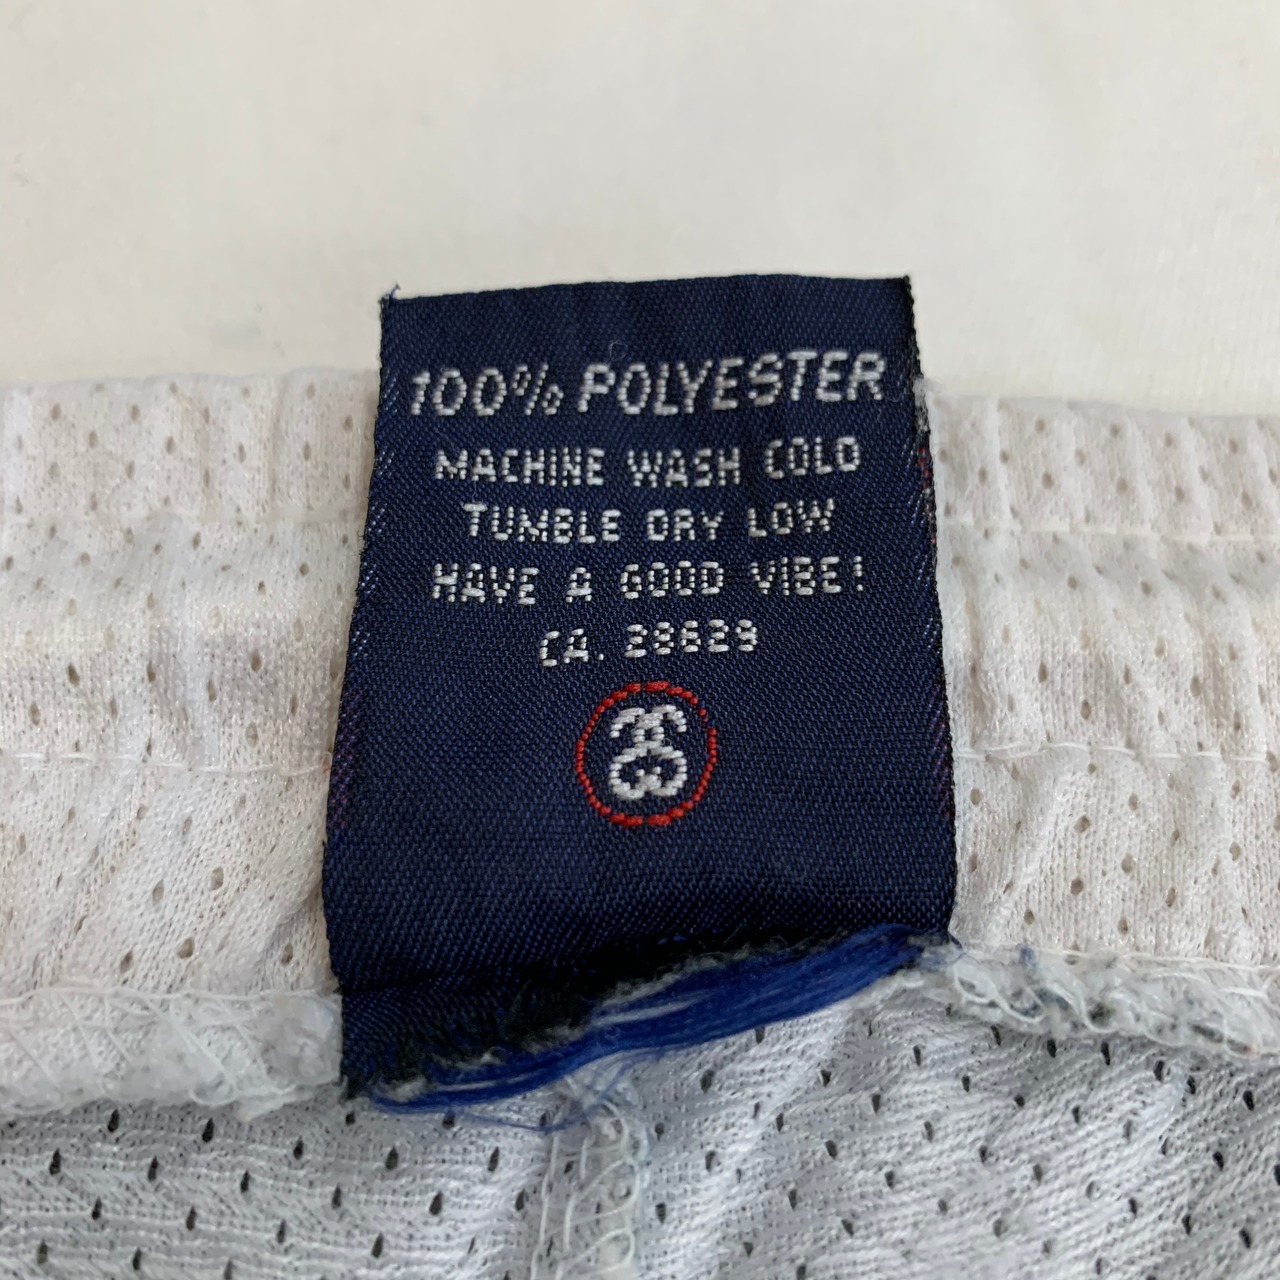 100% POLYESTER
MACHINE WASH COLD
TUMBLE DRY LOW
HAVE A GOOD VIBE!
CA. 28629